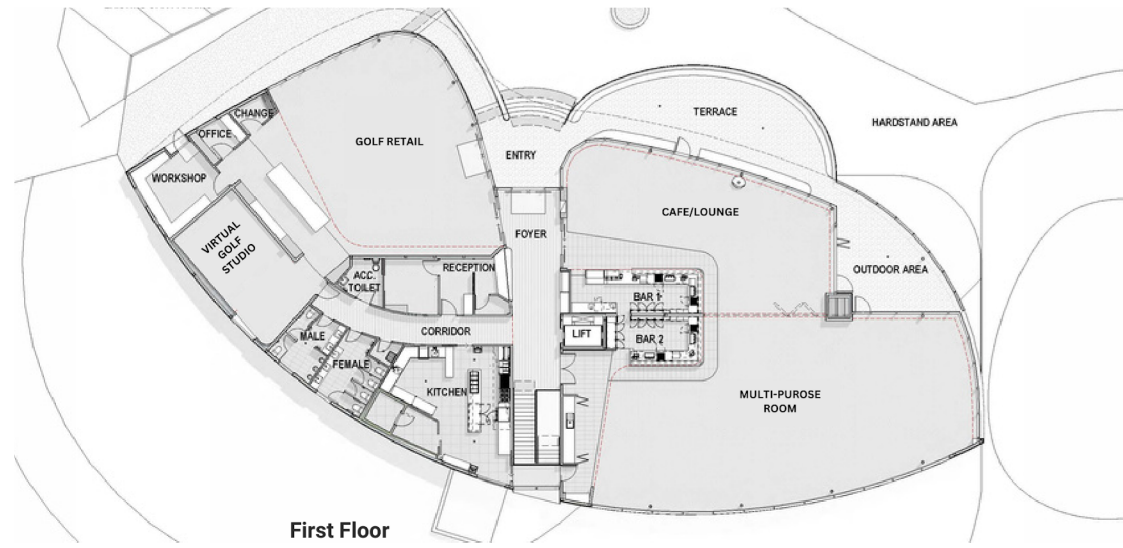 TERRACE
HARDSTAND AREA
CHANGE
OFFICE
GOLF RETAIL
ENTRY
WORKSHOP
CAFE/LOUNGE
VIRTUAL
GOLF
STUDIO
FOYER
ACC.
TOILET
RECEPTION
OUTDOOR AREA
BAR 1
CORRIDOR
LIFT
BAR 2
MALE
FEMALE
KITCHEN
MULTI-PUROSE
ROOM
First Floor